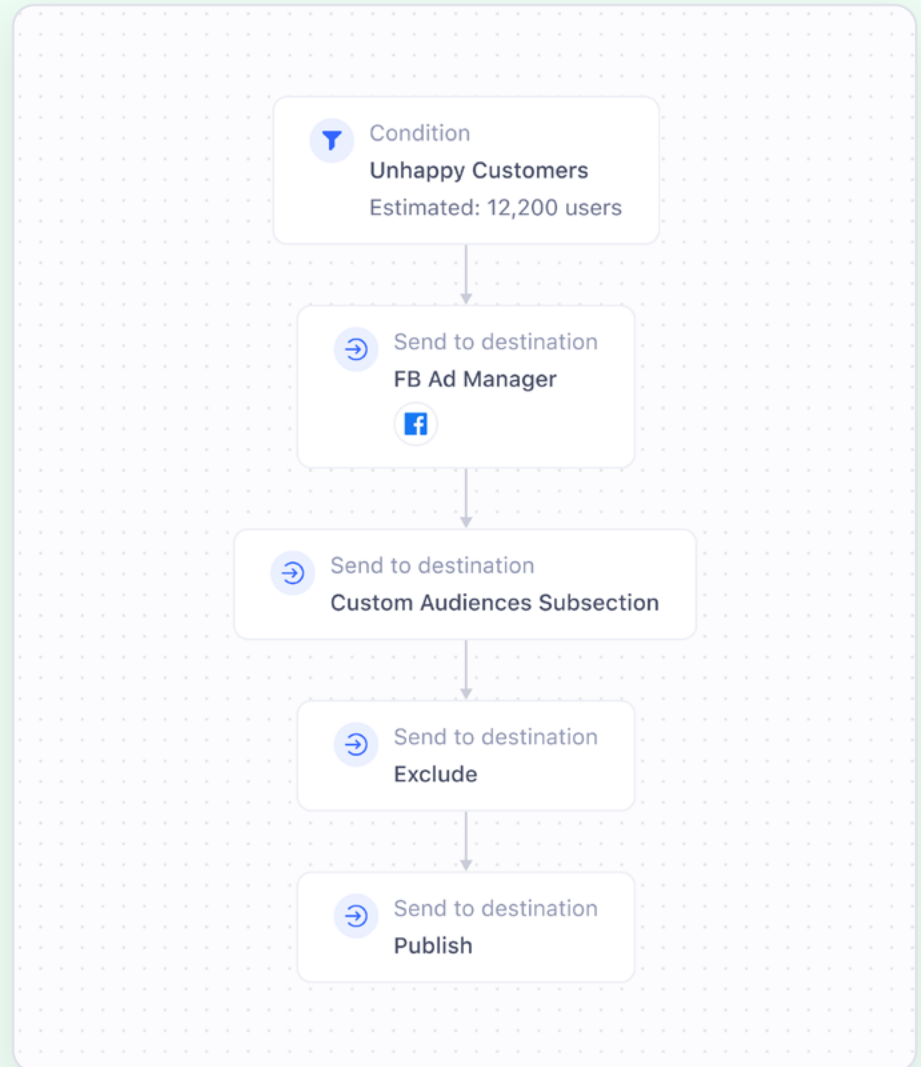 Condition
Unhappy Customers
Estimated: 12,200 users
Send to destination
FB Ad Manager
Send to destination
Custom Audiences Subsection
Send to destination
Exclude
Send to destination
Publish